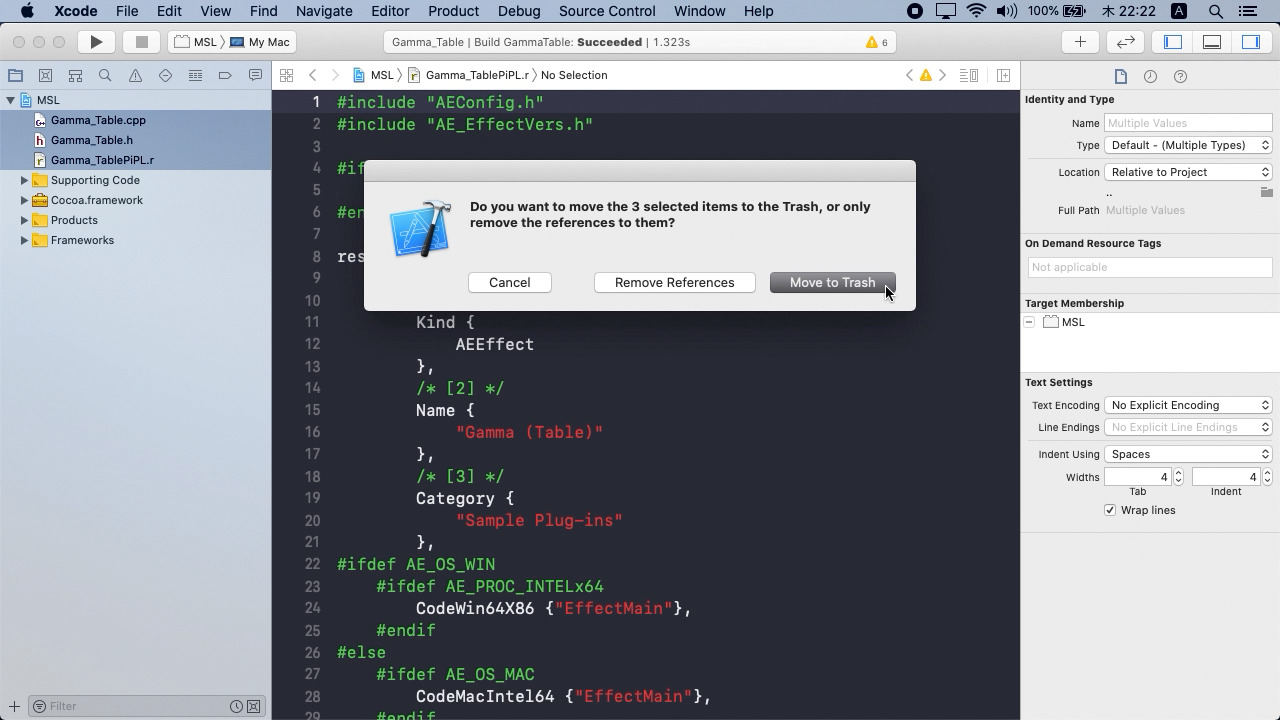 Xcode File Edit View Find Navigate Editor Product Debug Source Control Window Help 100% 木 22:22 A
MSL My Mac Gamma_Table | Build GammaTable: Succeeded | 1.323s 6
MSL Gamma_TablePiPL.r No Selection
MSL
Gamma_Table.cpp
Gamma_Table.h
Gamma_TablePiPL.r
Supporting Code
Cocoa.framework
Products
Frameworks
Filter
1 #include "AEConfig.h"
2 #include "AE_EffectVers.h"
3
4 #if
5
6 #en
7
8 res
9
10
11 Kind {
12 AEEffect
13 },
14 /* [2] */
15 Name {
16 "Gamma (Table)"
17 },
18 /* [3] */
19 Category {
20 "Sample Plug-ins"
21 },
22 #ifdef AE_OS_WIN
23 #ifdef AE_PROC_INTELx64
24 CodeWin64X86 {"EffectMain"},
25 #endif
26 #else
27 #ifdef AE_OS_MAC
28 CodeMacIntel64 {"EffectMain"},
29 #endif
Do you want to move the 3 selected items to the Trash, or only
remove the references to them?
Cancel Remove References Move to Trash
Identity and Type
Name Multiple Values
Type Default - (Multiple Types)
Location Relative to Project
..
Full Path Multiple Values
On Demand Resource Tags
Not applicable
Target Membership
MSL
Text Settings
Text Encoding No Explicit Encoding
Line Endings No Explicit Line Endings
Indent Using Spaces
Widths 4 4
Tab Indent
Wrap lines